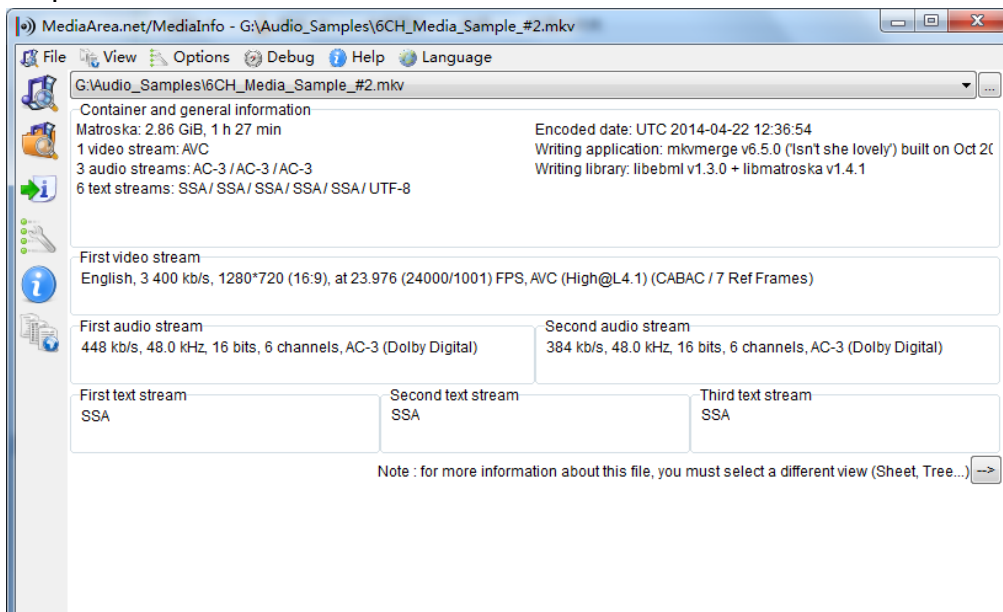 MediaArea.net/MediaInfo - G:\Audio_Samples\6CH_Media_Sample_#2.mkv
File View Options Debug Help Language
G:\Audio_Samples\6CH_Media_Sample_#2.mkv
...
Container and general information
Matroska: 2.86 GiB, 1 h 27 min
1 video stream: AVC
3 audio streams: AC-3 / AC-3 / AC-3
6 text streams: SSA / SSA / SSA / SSA / SSA / UTF-8
Encoded date: UTC 2014-04-22 12:36:54
Writing application: mkvmerge v6.5.0 ('Isn't she lovely') built on Oct 20
Writing library: libebml v1.3.0 + libmatroska v1.4.1
First video stream
English, 3 400 kb/s, 1280*720 (16:9), at 23.976 (24000/1001) FPS, AVC (High@L4.1) (CABAC / 7 Ref Frames)
First audio stream
448 kb/s, 48.0 kHz, 16 bits, 6 channels, AC-3 (Dolby Digital)
Second audio stream
384 kb/s, 48.0 kHz, 16 bits, 6 channels, AC-3 (Dolby Digital)
First text stream
SSA
Second text stream
SSA
Third text stream
SSA
Note : for more information about this file, you must select a different view (Sheet, Tree...)
-->